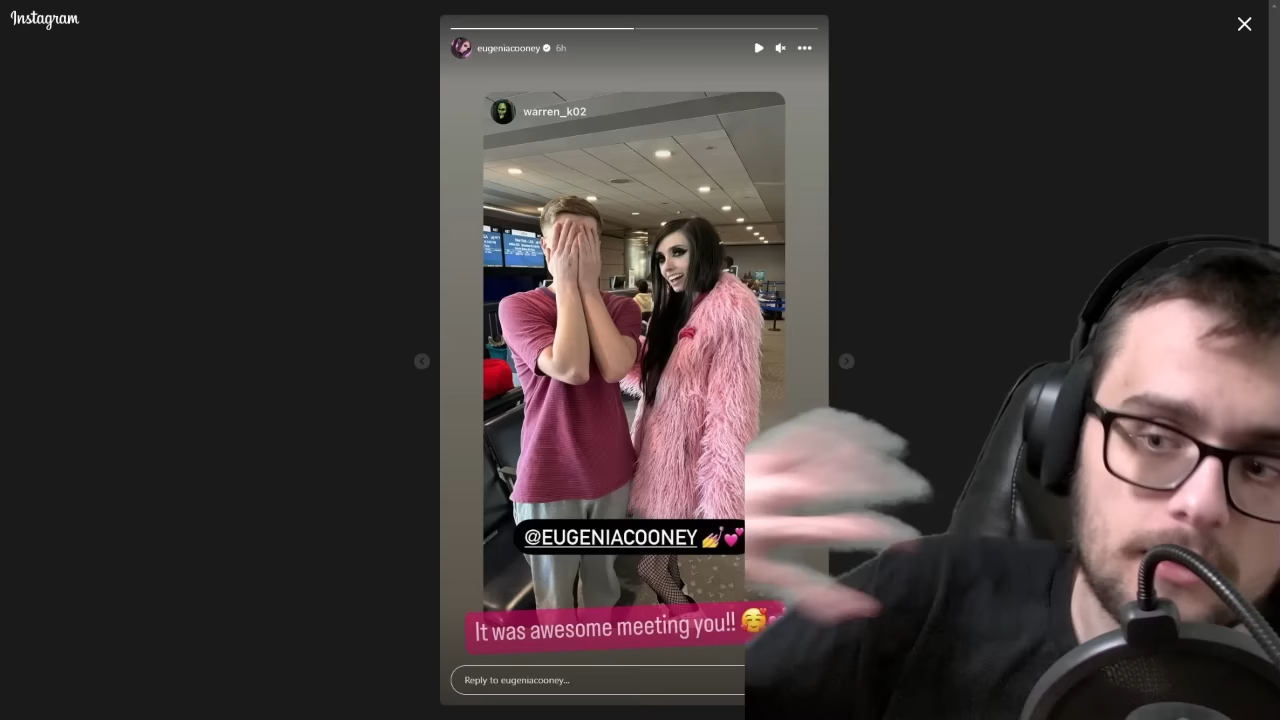 Instagram
eugeniacooney 6h
warren_k02
@EUGENIACOONEY 💅💕
It was awesome meeting you!! 🥰
Reply to eugeniacooney...